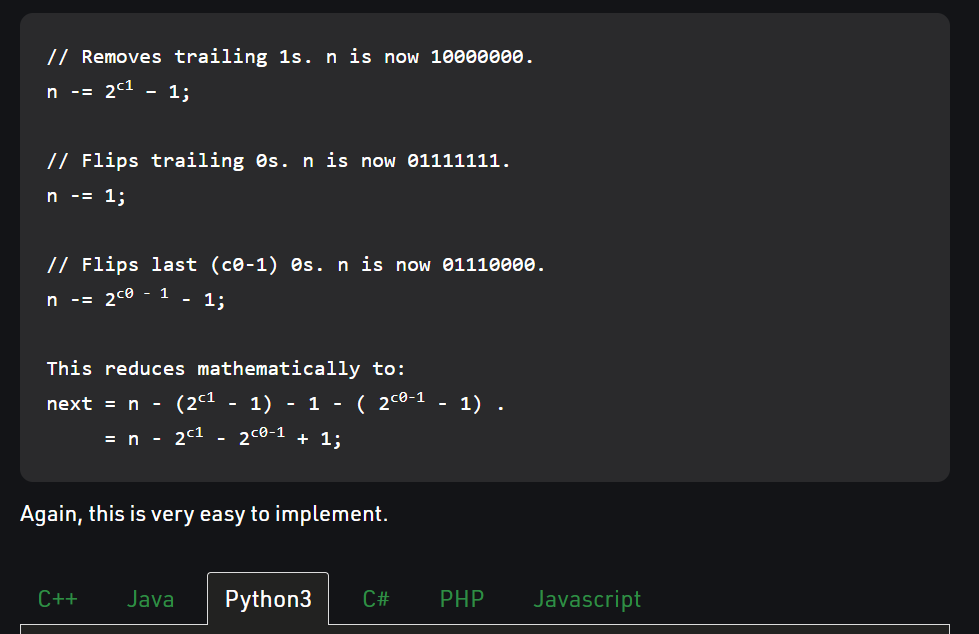 // Removes trailing 1s. n is now 10000000.
n -= 2^c1 – 1;
// Flips trailing 0s. n is now 01111111.
n -= 1;
// Flips last (c0-1) 0s. n is now 01110000.
n -= 2^c0 - 1 - 1;
This reduces mathematically to:
next = n - (2^c1 - 1) - 1 - ( 2^c0-1 - 1) .
= n - 2^c1 - 2^c0-1 + 1;
Again, this is very easy to implement.
C++ Java Python3 C# PHP Javascript